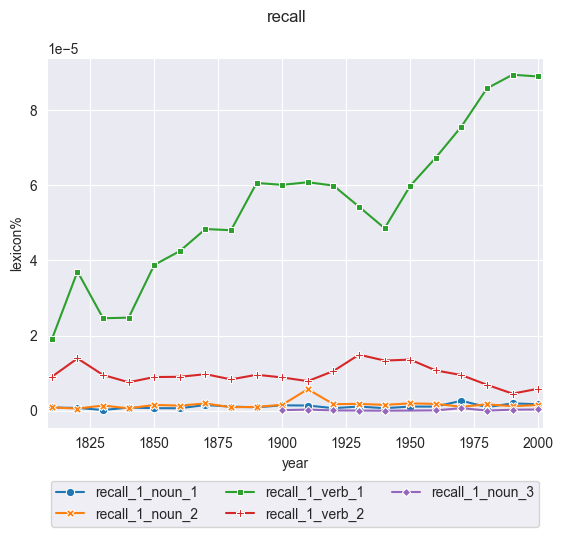 recall
1e−5
8
6
4
2
0
lexicon%
1825 1850 1875 1900 1925 1950 1975 2000
year
recall_1_noun_1 recall_1_verb_1 recall_1_noun_3
recall_1_noun_2 recall_1_verb_2